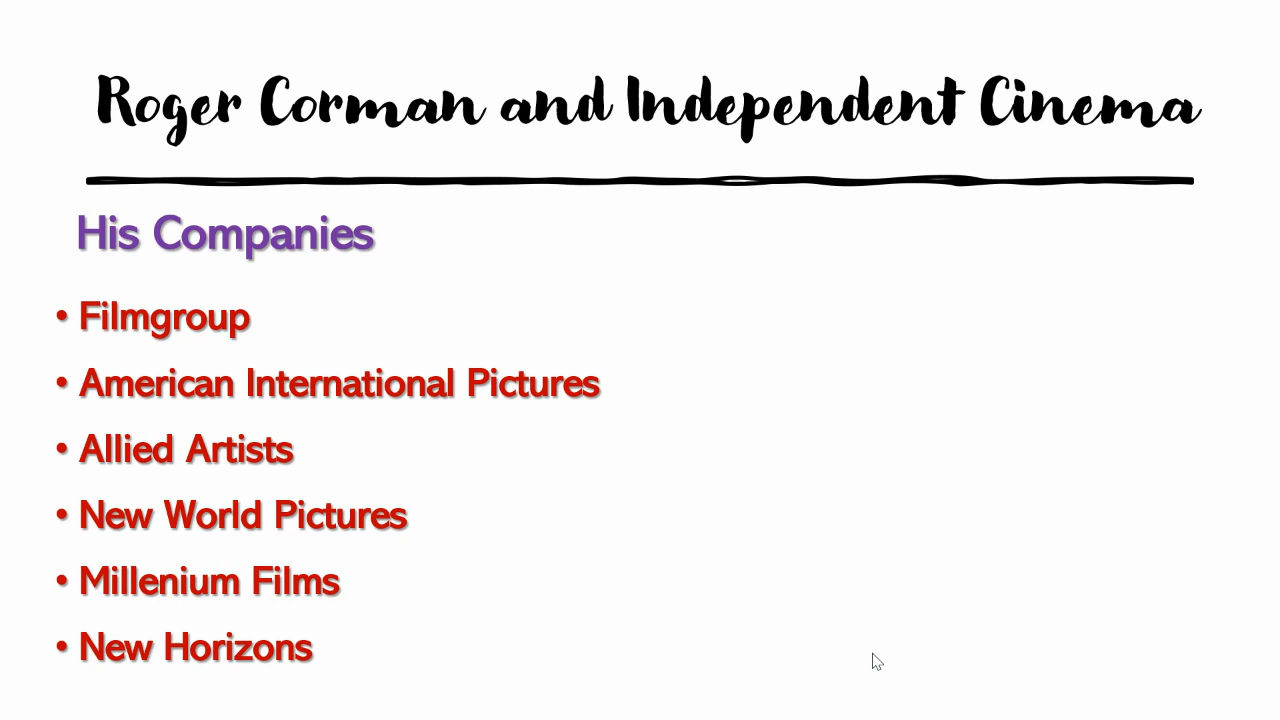 Roger Corman and Independent Cinema
His Companies
• Filmgroup
• American International Pictures
• Allied Artists
• New World Pictures
• Millenium Films
• New Horizons